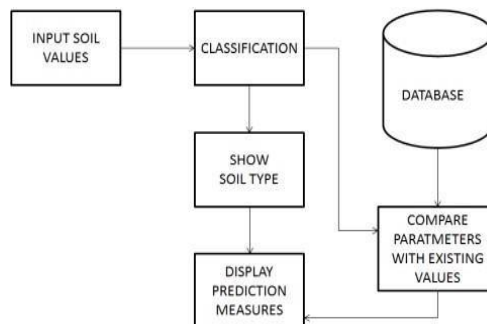 INPUT SOIL
VALUES
CLASSIFICATION
DATABASE
SHOW
SOIL TYPE
COMPARE
PARATMETERS
WITH EXISTING
VALUES
DISPLAY
PREDICTION
MEASURES